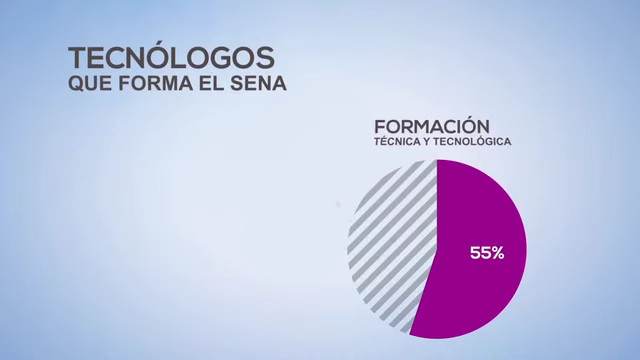 TECNÓLOGOS
QUE FORMA EL SENA
FORMACIÓN
TÉCNICA Y TECNOLÓGICA
55%